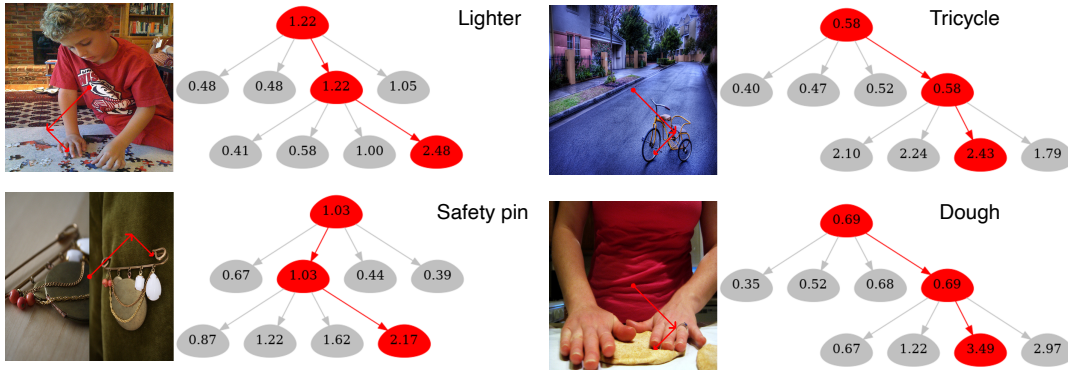 Lighter
1.22
0.48 0.48 1.22 1.05
0.41 0.58 1.00 2.48
Tricycle
0.58
0.40 0.47 0.52 0.58
2.10 2.24 2.43 1.79
Safety pin
1.03
0.67 1.03 0.44 0.39
0.87 1.22 1.62 2.17
Dough
0.69
0.35 0.52 0.68 0.69
0.67 1.22 3.49 2.97